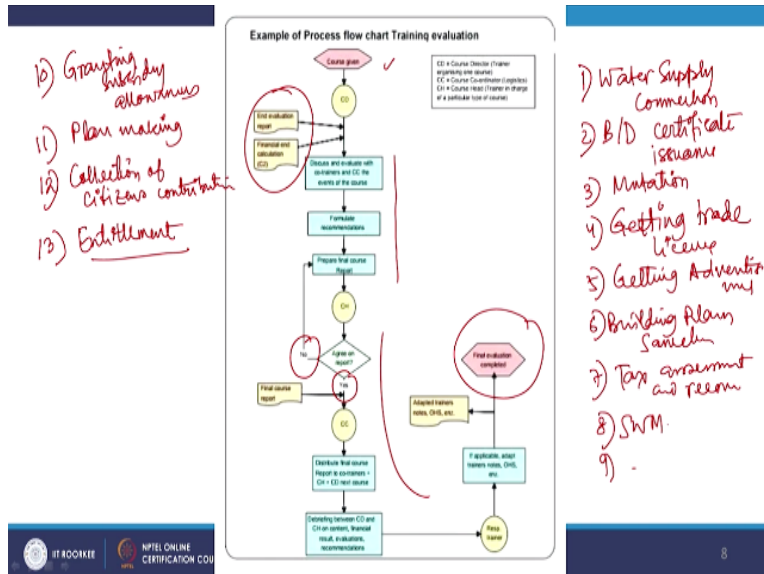 10) Granting
subsidy
allowances
11) Plan making
12) Collection of
citizens contribution
13) Entitlement
Example of Process flow chart Training evaluation
Course given
CD = Course Director (Trainer
organising one course)
CC = Course Co-ordinator (Logistics)
CH = Course Head (Trainer in charge
of a particular type of course)
CD
End evaluation
report
Financial end
calculation
(C2)
Discuss and evaluate with
co-trainers and CC the
events of the course
Formulate
recommendations
Prepare final course
Report
CH
No
Agree on
report?
Yes
Final course
report
CC
Distribute final course
Report to co-trainers +
CH + CD next course
Debriefing between CD and
CH on content, financial
result, evaluations,
recommendations
Final evaluation
completed
Adapted trainers
notes, OHS, etc.
If applicable, adapt
trainers notes, OHS,
etc.
Resp.
trainer
1) Water Supply
Connection
2) B/D certificate
issuance
3) Mutation
4) Getting trade
licence
5) Getting
6) Building Plan
7) Tax assessment
and
8) SWM.
9)
IIT ROORKEE
NPTEL ONLINE
CERTIFICATION COU
8